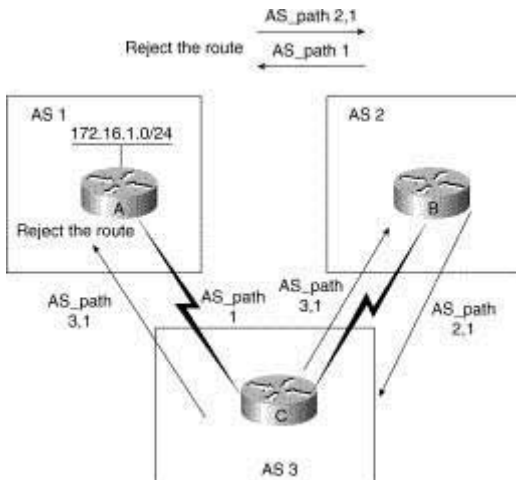 AS_path 2,1
Reject the route
AS_path 1
AS 1
AS 2
172.16.1.0/24
A
B
Reject the route
AS_path
3,1
AS_path
1
AS_path
3,1
AS_path
2,1
C
AS 3